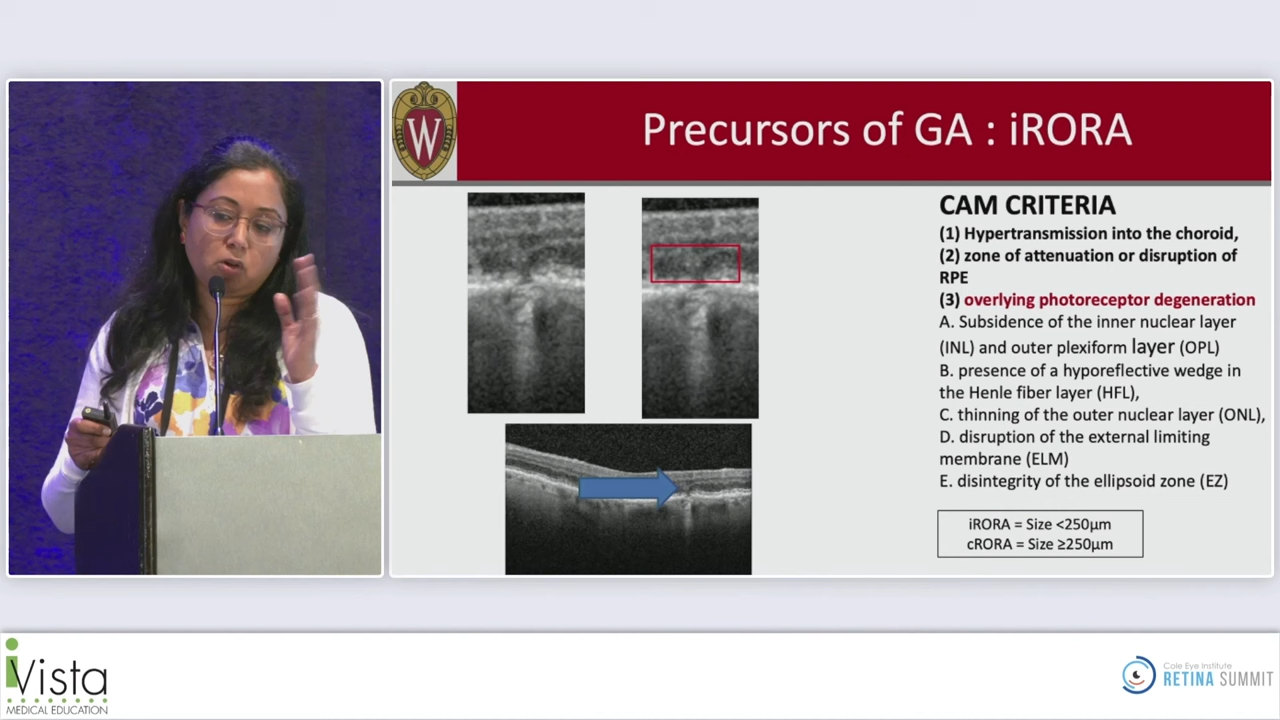 W
Precursors of GA : iRORA
CAM CRITERIA
(1) Hypertransmission into the choroid,
(2) zone of attenuation or disruption of
RPE
(3) overlying photoreceptor degeneration
A. Subsidence of the inner nuclear layer
(INL) and outer plexiform layer (OPL)
B. presence of a hyporeflective wedge in
the Henle fiber layer (HFL),
C. thinning of the outer nuclear layer (ONL),
D. disruption of the external limiting
membrane (ELM)
E. disintegrity of the ellipsoid zone (EZ)
iRORA = Size <250μm
cRORA = Size ≥250μm
iVista
MEDICAL EDUCATION
Cole Eye Institute
RETINA SUMMIT